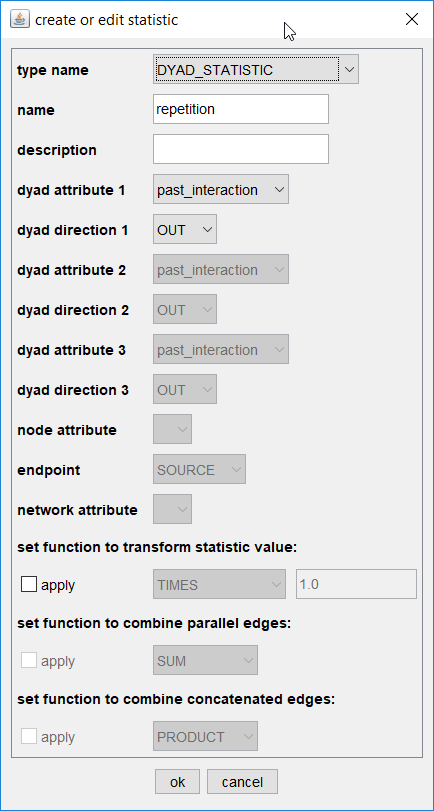 create or edit statistic
type name DYAD_STATISTIC
name repetition
description
dyad attribute 1 past_interaction
dyad direction 1 OUT
dyad attribute 2 past_interaction
dyad direction 2 OUT
dyad attribute 3 past_interaction
dyad direction 3 OUT
node attribute
endpoint SOURCE
network attribute
set function to transform statistic value:
apply TIMES 1.0
set function to combine parallel edges:
apply SUM
set function to combine concatenated edges:
apply PRODUCT
ok cancel